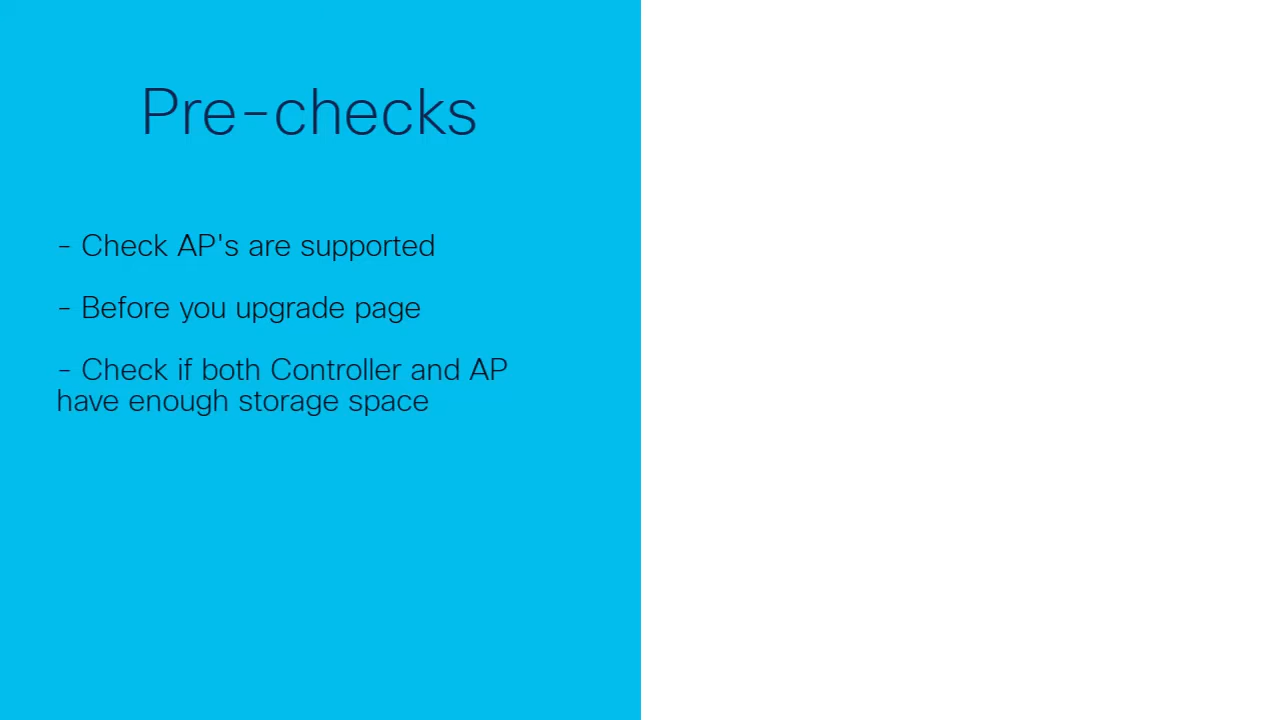 Pre-checks
- Check AP's are supported
- Before you upgrade page
- Check if both Controller and AP
have enough storage space